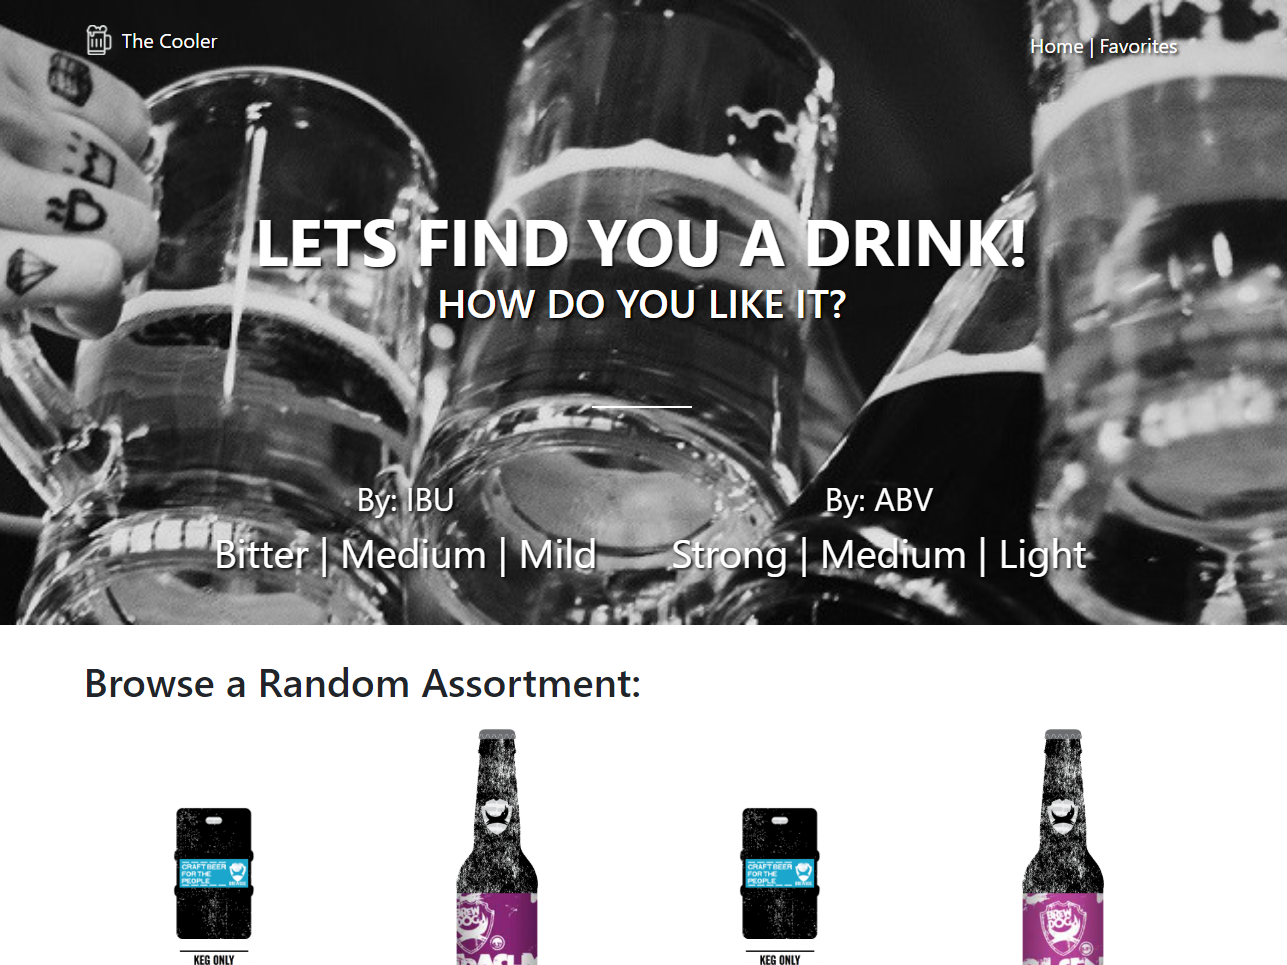 The Cooler
Home | Favorites
LETS FIND YOU A DRINK!
HOW DO YOU LIKE IT?
By: IBU
By: ABV
Bitter | Medium | Mild
Strong | Medium | Light
Browse a Random Assortment:
CRAFT BEER
FOR THE
PEOPLE
KEG ONLY
BREW
DOG
CRAFT BEER
FOR THE
PEOPLE
KEG ONLY
BREW
DOG